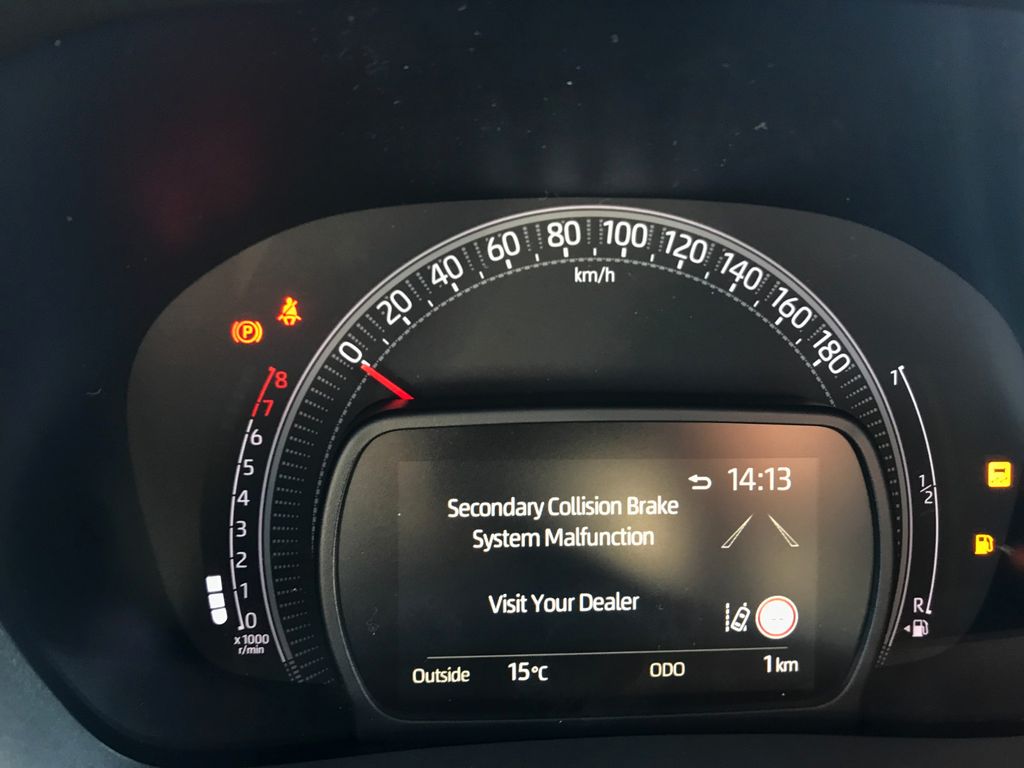 0 20 40 60 80 100 120 140 160 180
km/h
P
8
7
6
5
4
3
2
1
0
x1000
r/min
14:13
Secondary Collision Brake
System Malfunction
Visit Your Dealer
Outside 15°C ODO 1 km
1
1/2
R